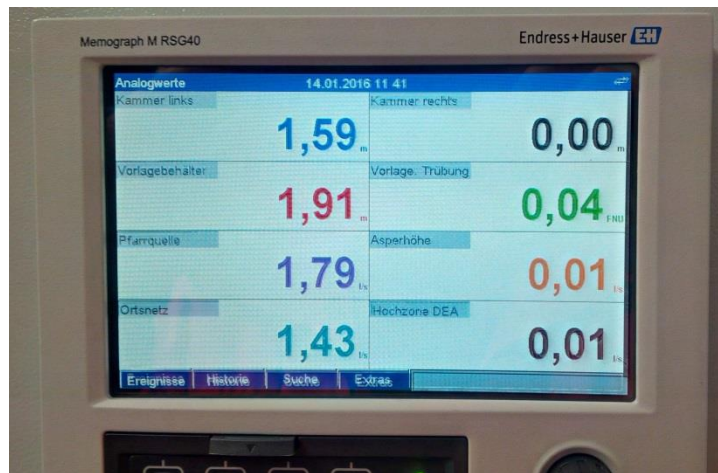 Memograph M RSG40
Endress+Hauser EH
Analogwerte 14.01.2016 11 41
Kammer links Kammer rechts
1,59 m 0,00 m
Vorlagebehälter Vorlage. Trübung
1,91 m 0,04 FNU
Pfarrquelle Asperhöhe
1,79 l/s 0,01 l/s
Ortsnetz Hochzone DEA
1,43 l/s 0,01 l/s
Ereignisse Historie Suche Extras